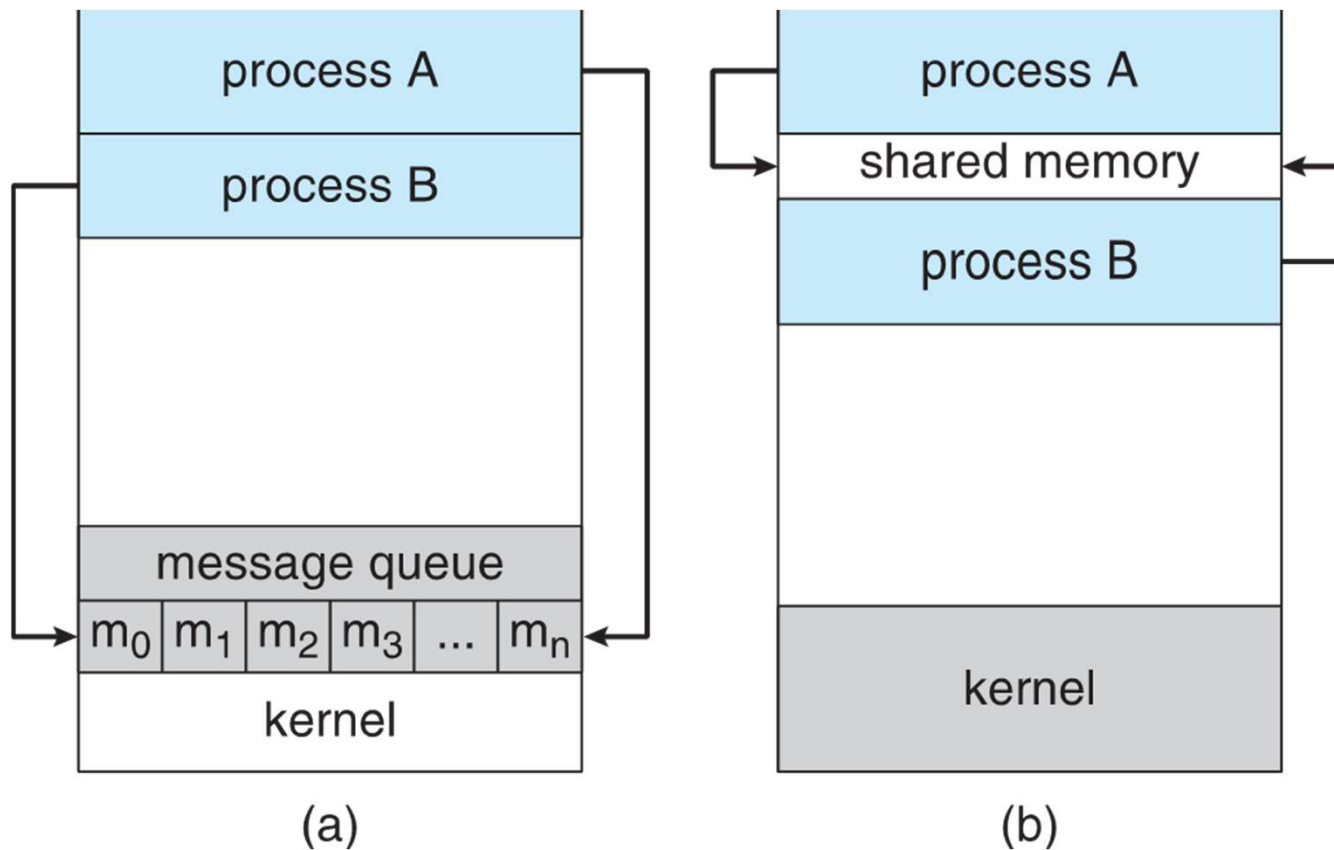 process A
process B
message queue
m0 m1 m2 m3 ... mn
kernel
(a)
process A
shared memory
process B
kernel
(b)